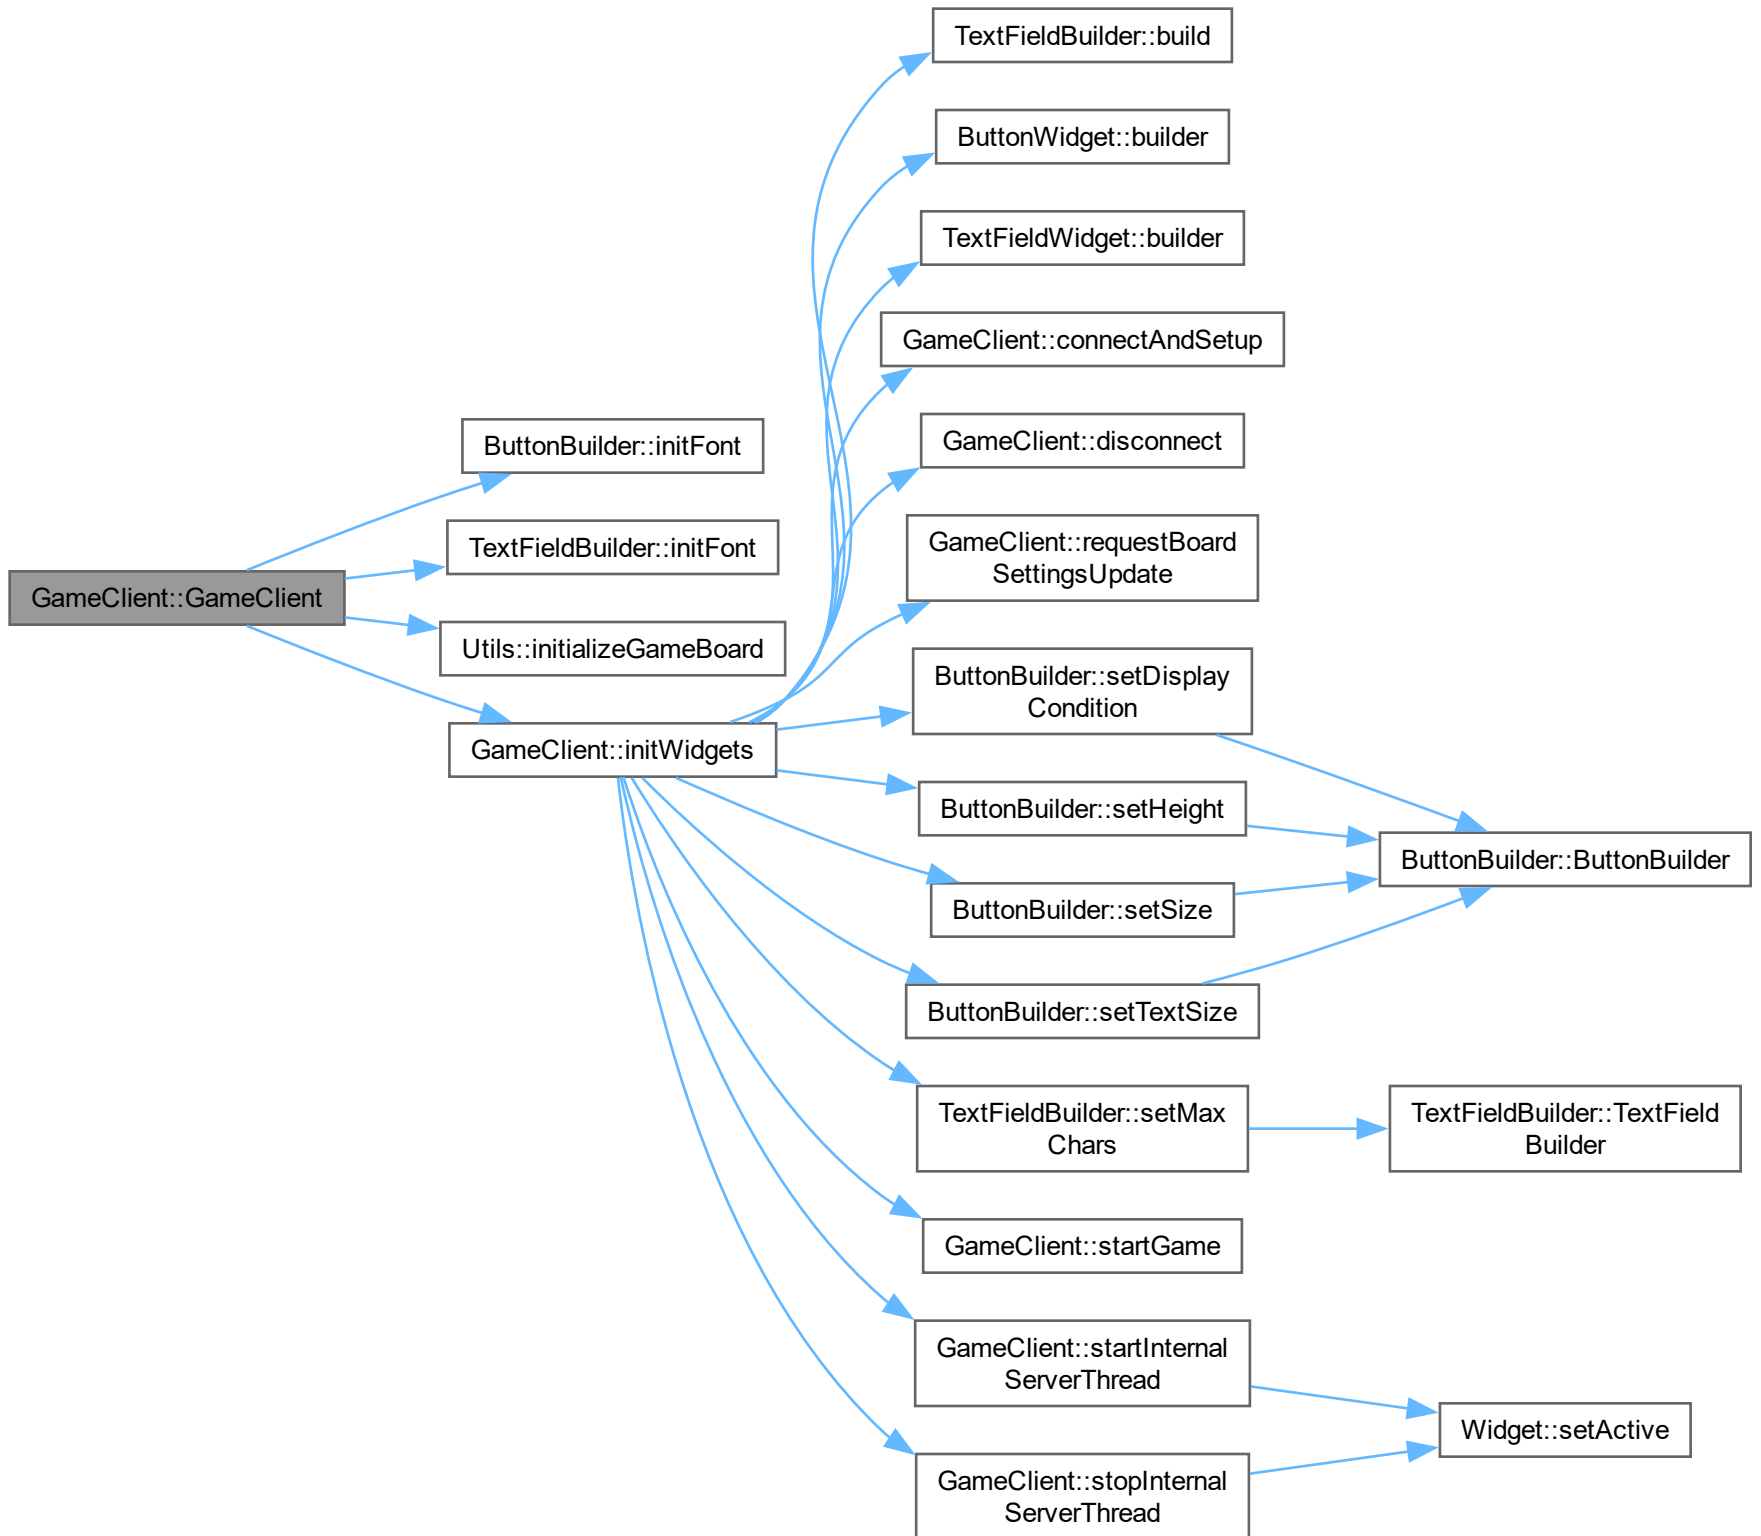 GameClient::GameClient
ButtonBuilder::initFont
TextFieldBuilder::initFont
Utils::initializeGameBoard
GameClient::initWidgets
TextFieldBuilder::build
ButtonWidget::builder
TextFieldWidget::builder
GameClient::connectAndSetup
GameClient::disconnect
GameClient::requestBoard
SettingsUpdate
ButtonBuilder::setDisplay
Condition
ButtonBuilder::setHeight
ButtonBuilder::setSize
ButtonBuilder::setTextSize
TextFieldBuilder::setMax
Chars
GameClient::startGame
GameClient::startInternal
ServerThread
GameClient::stopInternal
ServerThread
ButtonBuilder::ButtonBuilder
TextFieldBuilder::TextField
Builder
Widget::setActive